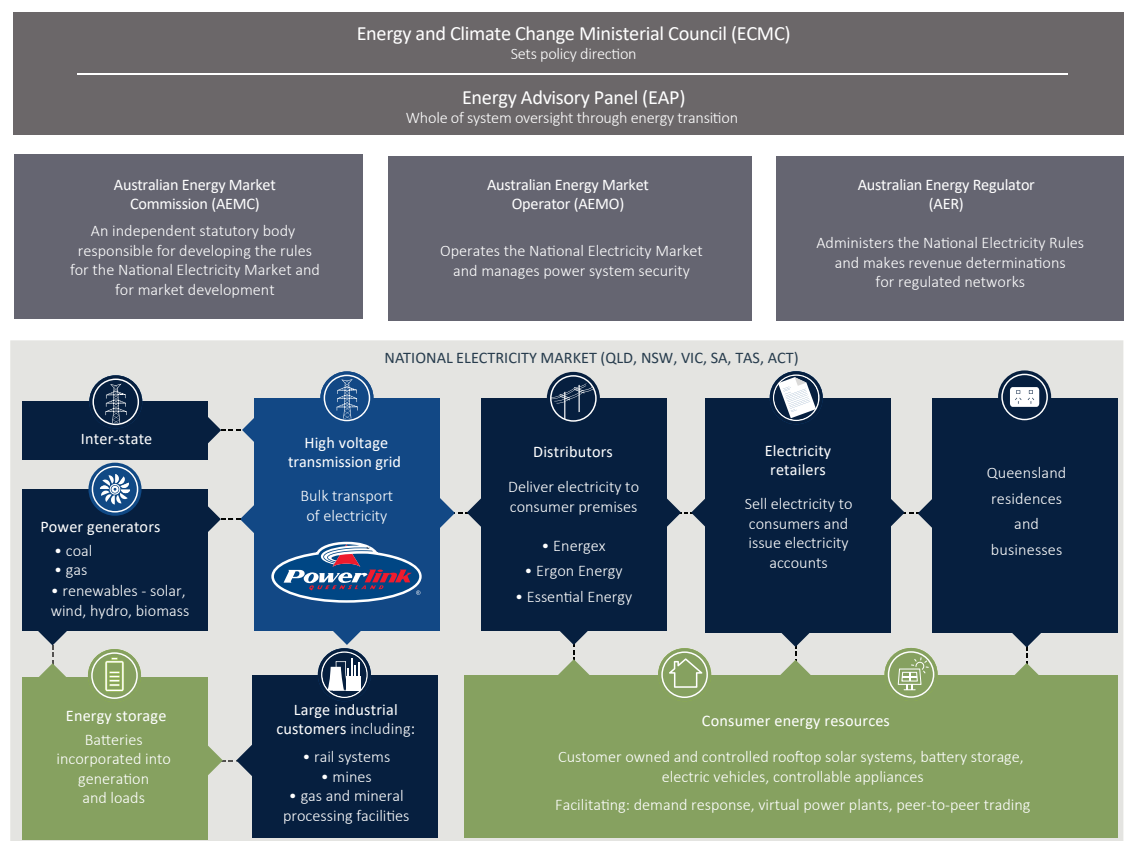 Energy and Climate Change Ministerial Council (ECMC)
Sets policy direction
Energy Advisory Panel (EAP)
Whole of system oversight through energy transition
Australian Energy Market
Commission (AEMC)
An independent statutory body
responsible for developing the rules
for the National Electricity Market and
for market development
Australian Energy Market
Operator (AEMO)
Operates the National Electricity Market
and manages power system security
Australian Energy Regulator
(AER)
Administers the National Electricity Rules
and makes revenue determinations
for regulated networks
NATIONAL ELECTRICITY MARKET (QLD, NSW, VIC, SA, TAS, ACT)
Inter-state
Power generators
• coal
• gas
• renewables - solar,
wind, hydro, biomass
High voltage
transmission grid
Bulk transport
of electricity
Powerlink
QUEENSLAND
®
Distributors
Deliver electricity to
consumer premises
• Energex
• Ergon Energy
• Essential Energy
Electricity
retailers
Sell electricity to
consumers and
issue electricity
accounts
Queensland
residences
and
businesses
Energy storage
Batteries
incorporated into
generation
and loads
Large industrial
customers including:
• rail systems
• mines
• gas and mineral
processing facilities
Consumer energy resources
Customer owned and controlled rooftop solar systems, battery storage,
electric vehicles, controllable appliances
Facilitating: demand response, virtual power plants, peer-to-peer trading